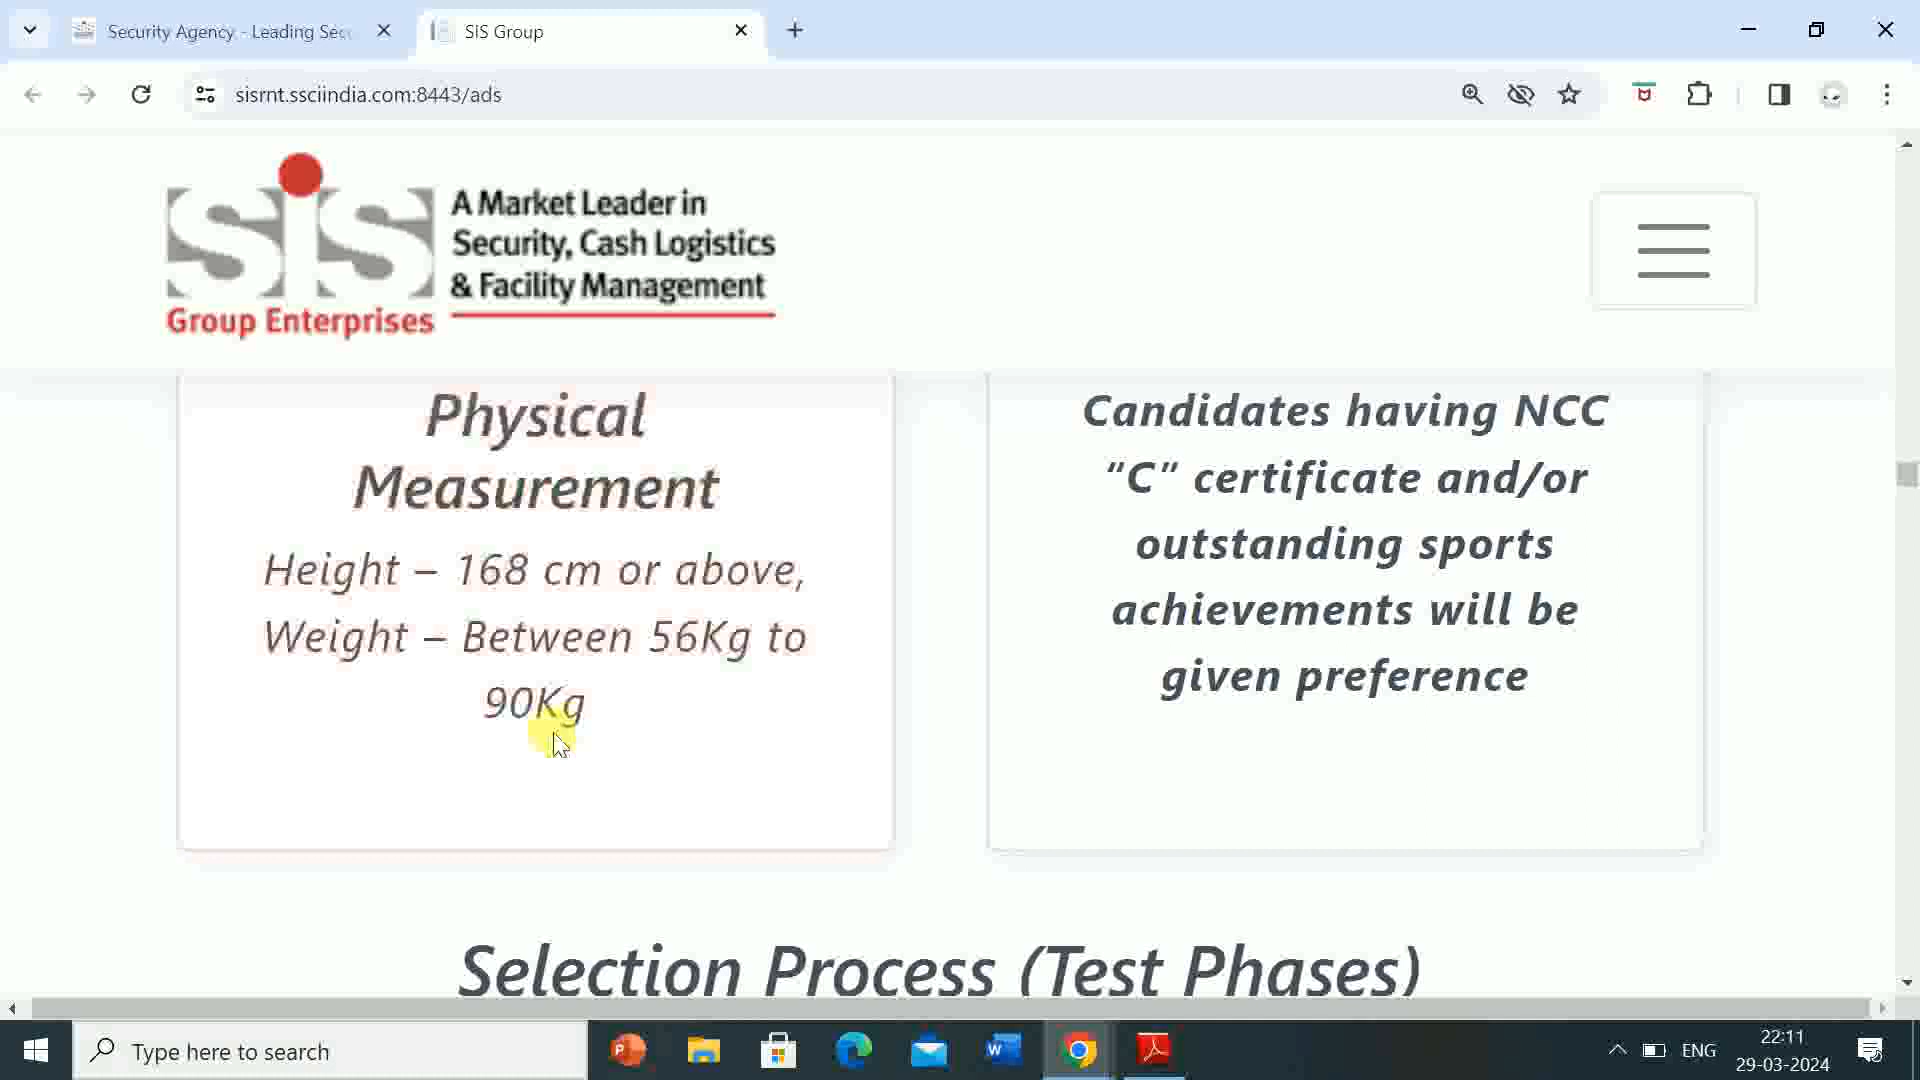 Security Agency - Leading Secu
SIS Group
sisrnt.ssciindia.com:8443/ads
SIS
Group Enterprises
A Market Leader in
Security, Cash Logistics
& Facility Management
Physical
Measurement
Height – 168 cm or above,
Weight – Between 56Kg to
90Kg
Candidates having NCC
“C” certificate and/or
outstanding sports
achievements will be
given preference
Selection Process (Test Phases)
Type here to search
ENG
22:11
29-03-2024